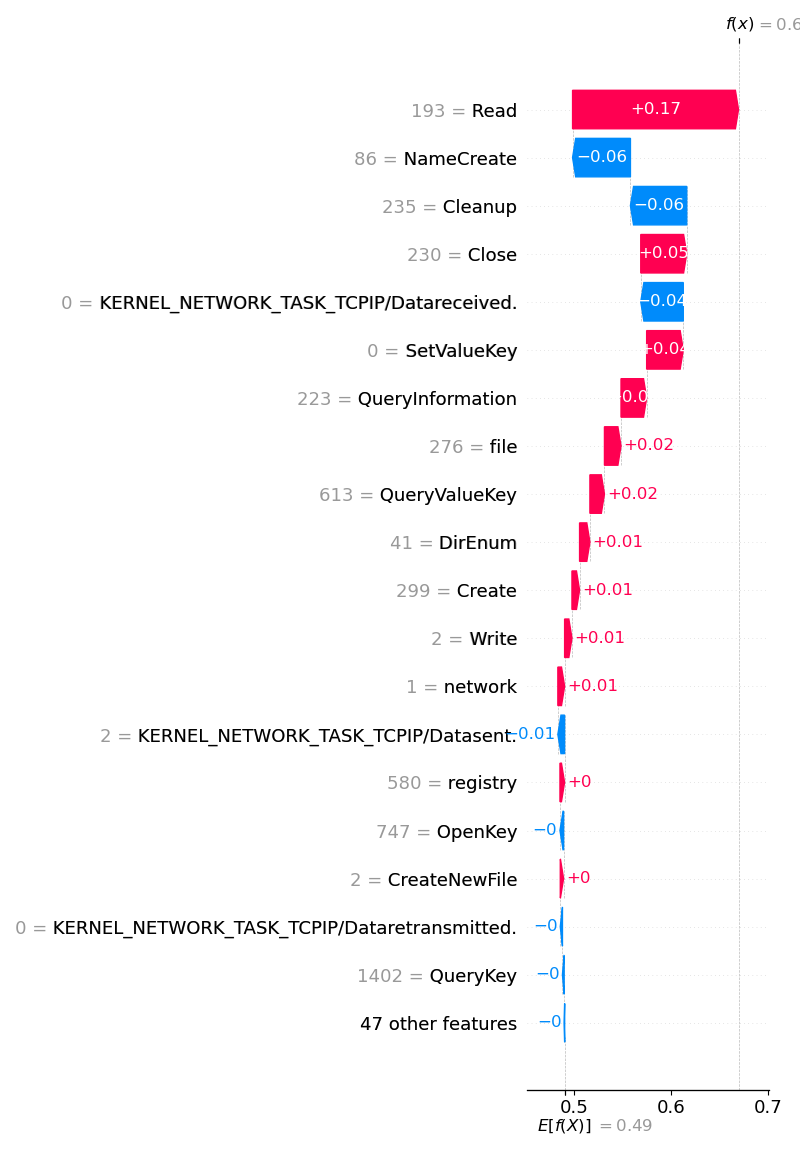 f(x) = 0.6
193 = Read +0.17
86 = NameCreate −0.06
235 = Cleanup −0.06
230 = Close +0.05
0 = KERNEL_NETWORK_TASK_TCPIP/Datareceived. −0.04
0 = SetValueKey +0.04
223 = QueryInformation
276 = file +0.02
613 = QueryValueKey +0.02
41 = DirEnum +0.01
299 = Create +0.01
2 = Write +0.01
1 = network +0.01
2 = KERNEL_NETWORK_TASK_TCPIP/Datasent. −0.01
580 = registry +0
747 = OpenKey −0
2 = CreateNewFile +0
0 = KERNEL_NETWORK_TASK_TCPIP/Dataretransmitted. −0
1402 = QueryKey −0
47 other features −0
0.5 0.6 0.7
E[f(X)] = 0.49